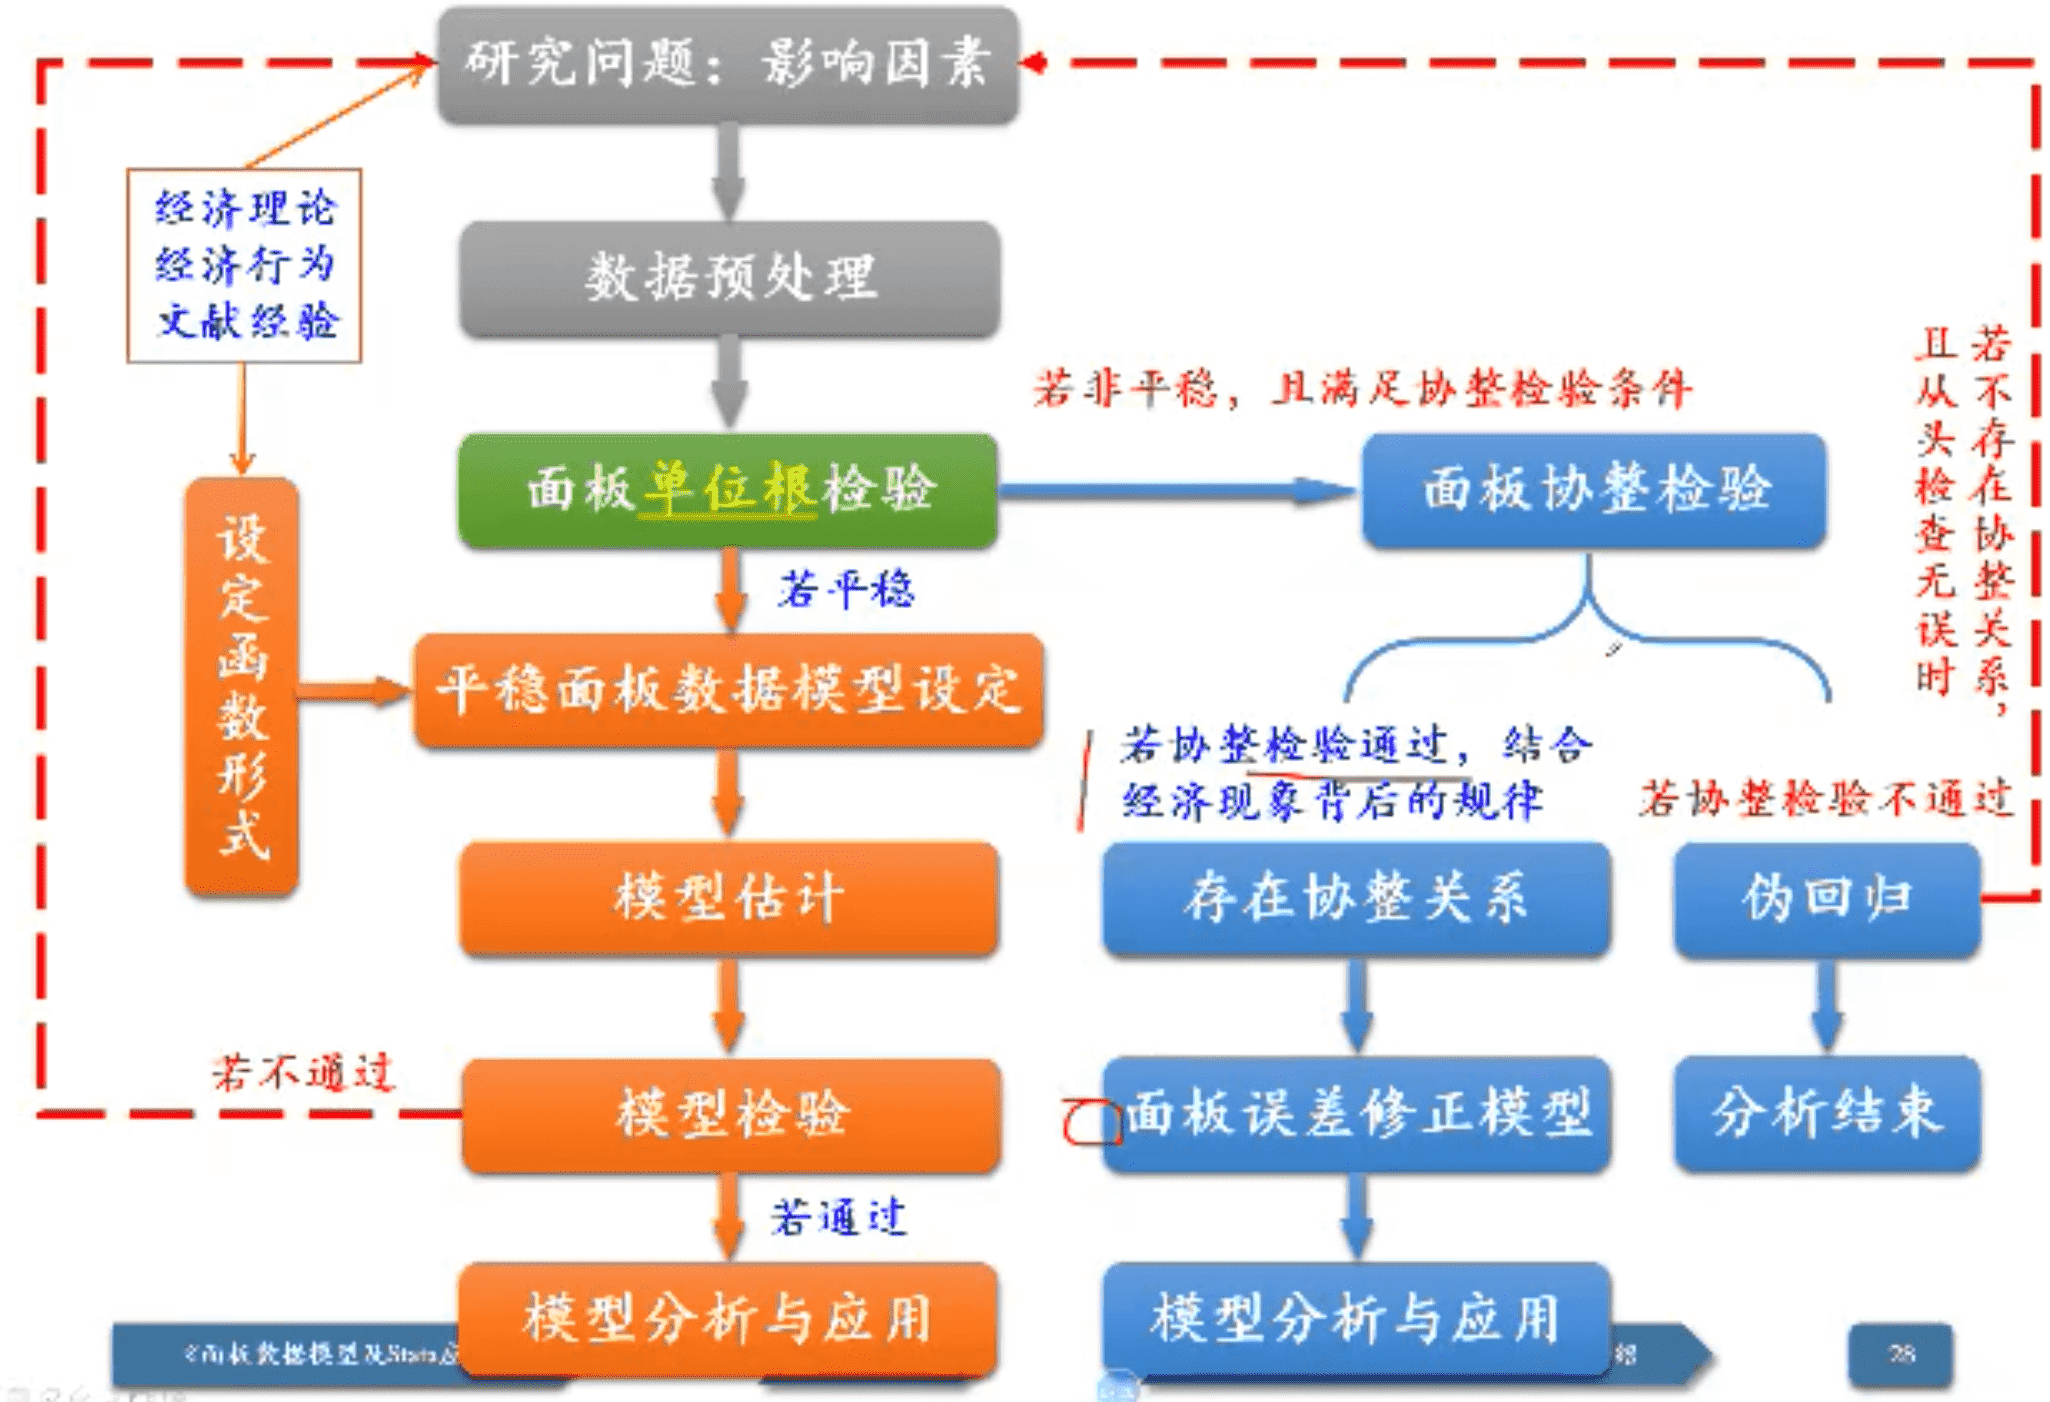 研究问题：影响因素
经济理论
经济行为
文献经验
数据预处理
若非平稳，且满足协整检验条件
面板单位根检验
面板协整检验
若不存在协整关系，
且从头检查无误时
若平稳
设定函数形式
平稳面板数据模型设定
若协整检验通过，结合
经济现象背后的规律
若协整检验不通过
模型估计
存在协整关系
伪回归
若不通过
模型检验
面板误差修正模型
分析结束
若通过
模型分析与应用
模型分析与应用
《面板数据模型及Stata应
28